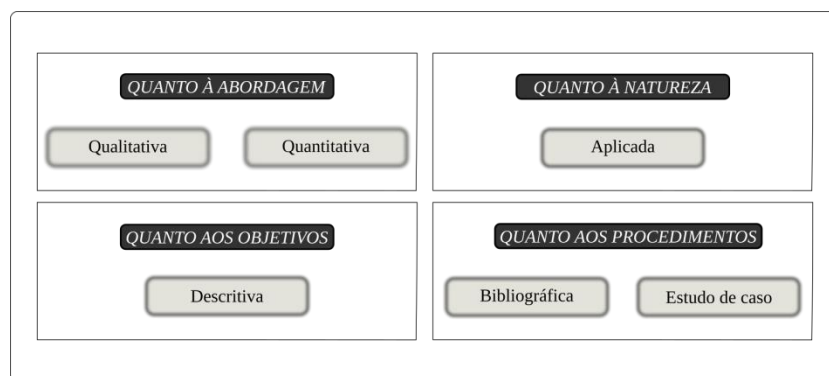 QUANTO À ABORDAGEM
Qualitativa Quantitativa
QUANTO À NATUREZA
Aplicada
QUANTO AOS OBJETIVOS
Descritiva
QUANTO AOS PROCEDIMENTOS
Bibliográfica Estudo de caso